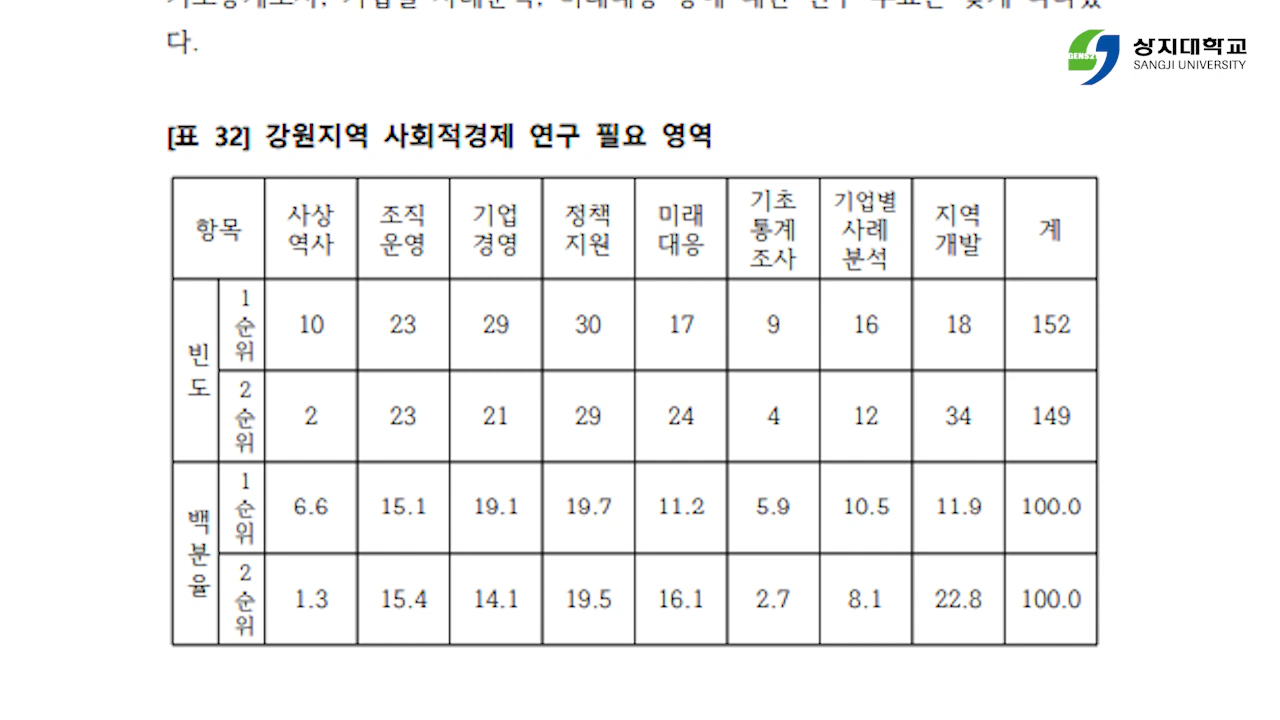 다.
상지대학교
SANGJI UNIVERSITY
[표 32] 강원지역 사회적경제 연구 필요 영역
항목 사상 역사 조직 운영 기업 경영 정책 지원 미래 대응 기초 통계 조사 기업별 사례 분석 지역 개발 계
빈도 1순위 10 23 29 30 17 9 16 18 152
2순위 2 23 21 29 24 4 12 34 149
백분율 1순위 6.6 15.1 19.1 19.7 11.2 5.9 10.5 11.9 100.0
2순위 1.3 15.4 14.1 19.5 16.1 2.7 8.1 22.8 100.0